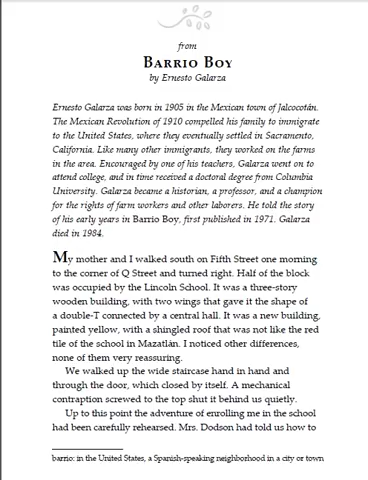 from
BARRIO BOY
by Ernesto Galarza
Ernesto Galarza was born in 1905 in the Mexican town of Jalcocotán.
The Mexican Revolution of 1910 compelled his family to immigrate
to the United States, where they eventually settled in Sacramento,
California. Like many other immigrants, they worked on the farms
in the area. Encouraged by one of his teachers, Galarza went on to
attend college, and in time received a doctoral degree from Columbia
University. Galarza became a historian, a professor, and a champion
for the rights of farm workers and other laborers. He told the story
of his early years in Barrio Boy, first published in 1971. Galarza
died in 1984.
My mother and I walked south on Fifth Street one morning
to the corner of Q Street and turned right. Half of the block
was occupied by the Lincoln School. It was a three-story
wooden building, with two wings that gave it the shape of
a double-T connected by a central hall. It was a new building,
painted yellow, with a shingled roof that was not like the red
tile of the school in Mazatlán. I noticed other differences,
none of them very reassuring.
We walked up the wide staircase hand in hand and
through the door, which closed by itself. A mechanical
contraption screwed to the top shut it behind us quietly.
Up to this point the adventure of enrolling me in the school
had been carefully rehearsed. Mrs. Dodson had told us how to
barrio: in the United States, a Spanish-speaking neighborhood in a city or town